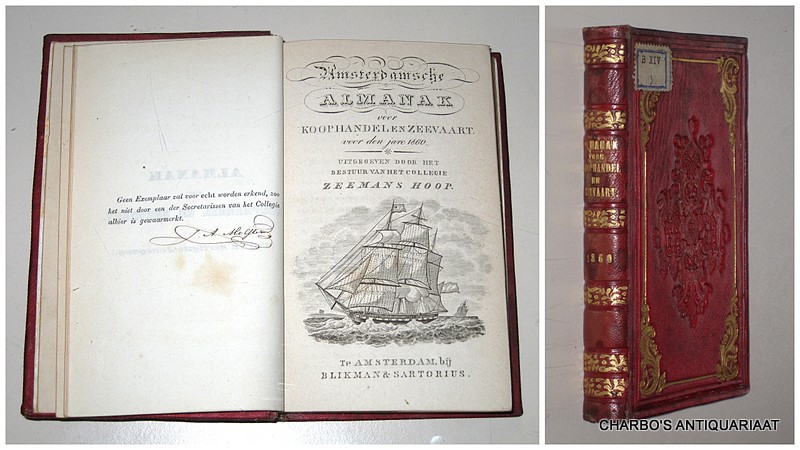 Geen Exemplaar zal voor echt worden erkend, zoo
het niet door een der Secretarissen van het Collegie
alhier is gewaarmerkt.
Amsterdamsche
ALMANAK
voor
KOOPHANDEL EN ZEEVAART.
voor den jare 1860.
UITGEGEVEN DOOR HET
BESTUUR VAN HET COLLEGIE
ZEEMANS HOOP.
Te AMSTERDAM, bij
BLIKMAN & SARTORIUS.
ALMANAK
B XIV
VOOR
EN
ZEEVAART.
1860
CHARBO'S ANTIQUARIAAT